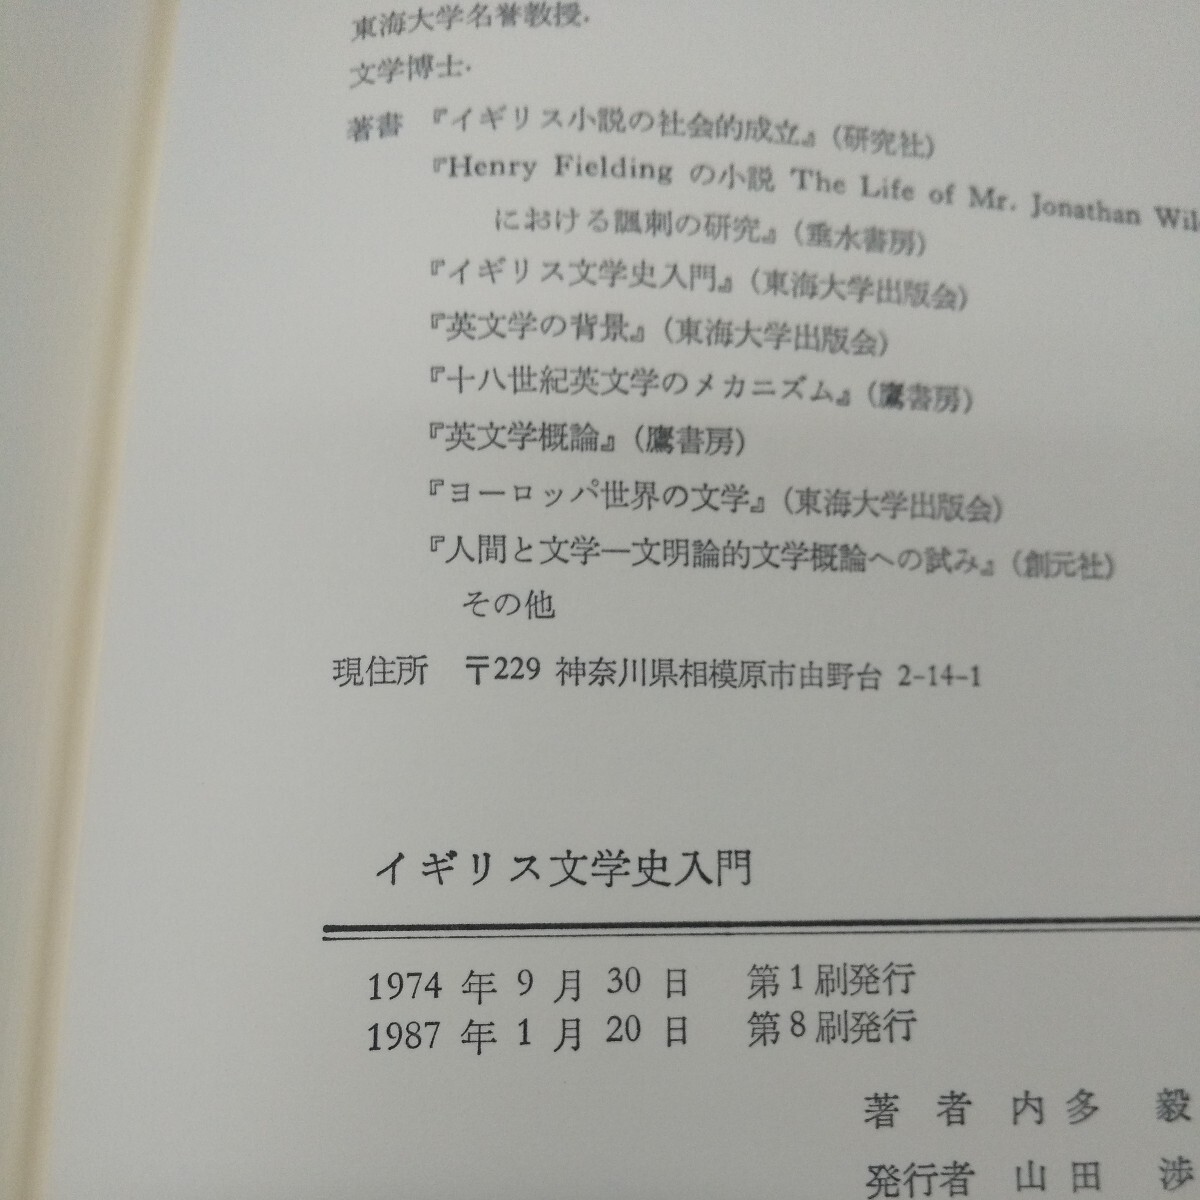 東海大学名誉教授.
文学博士.
著書 『イギリス小説の社会的成立』(研究社)
『Henry Fielding の小説 The Life of Mr. Jonathan Wil
における諷刺の研究』(垂水書房)
『イギリス文学史入門』(東海大学出版会)
『英文学の背景』(東海大学出版会)
『十八世紀英文学のメカニズム』(鷹書房)
『英文学概論』(鷹書房)
『ヨーロッパ世界の文学』(東海大学出版会)
『人間と文学―文明論的文学概論への試み』(創元社)
その他
現住所 〒229 神奈川県相模原市由野台 2-14-1
イギリス文学史入門
1974 年 9 月 30 日 第1刷発行
1987 年 1 月 20 日 第8刷発行
著 者 内多 毅
発行者 山田 渉